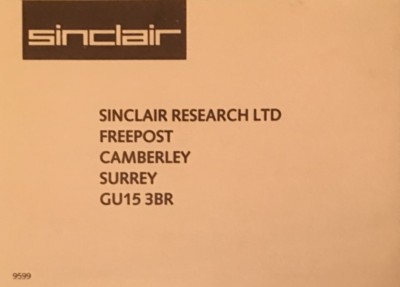 sinclair
SINCLAIR RESEARCH LTD
FREEPOST
CAMBERLEY
SURREY
GU15 3BR
9599